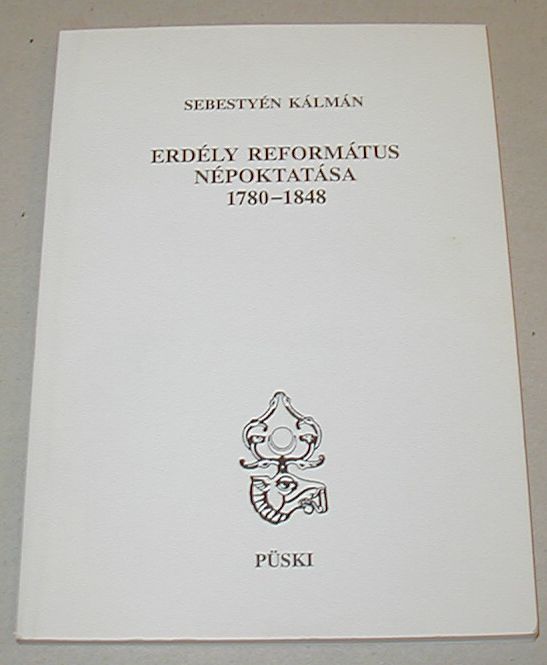 SEBESTYÉN KÁLMÁN
ERDÉLY REFORMÁTUS
NÉPOKTATÁSA
1780–1848
PÜSKI